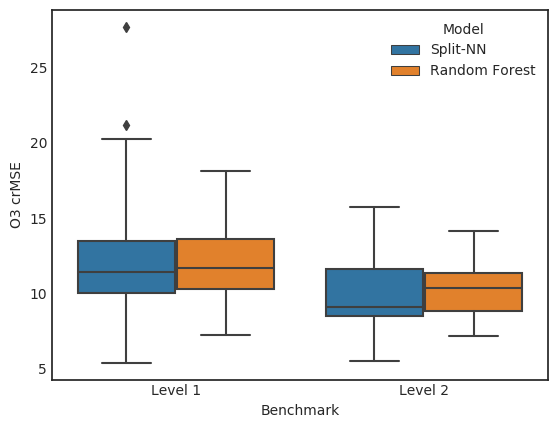 Model
Split-NN
Random Forest
O3 crMSE
25
20
15
10
5
Level 1
Level 2
Benchmark